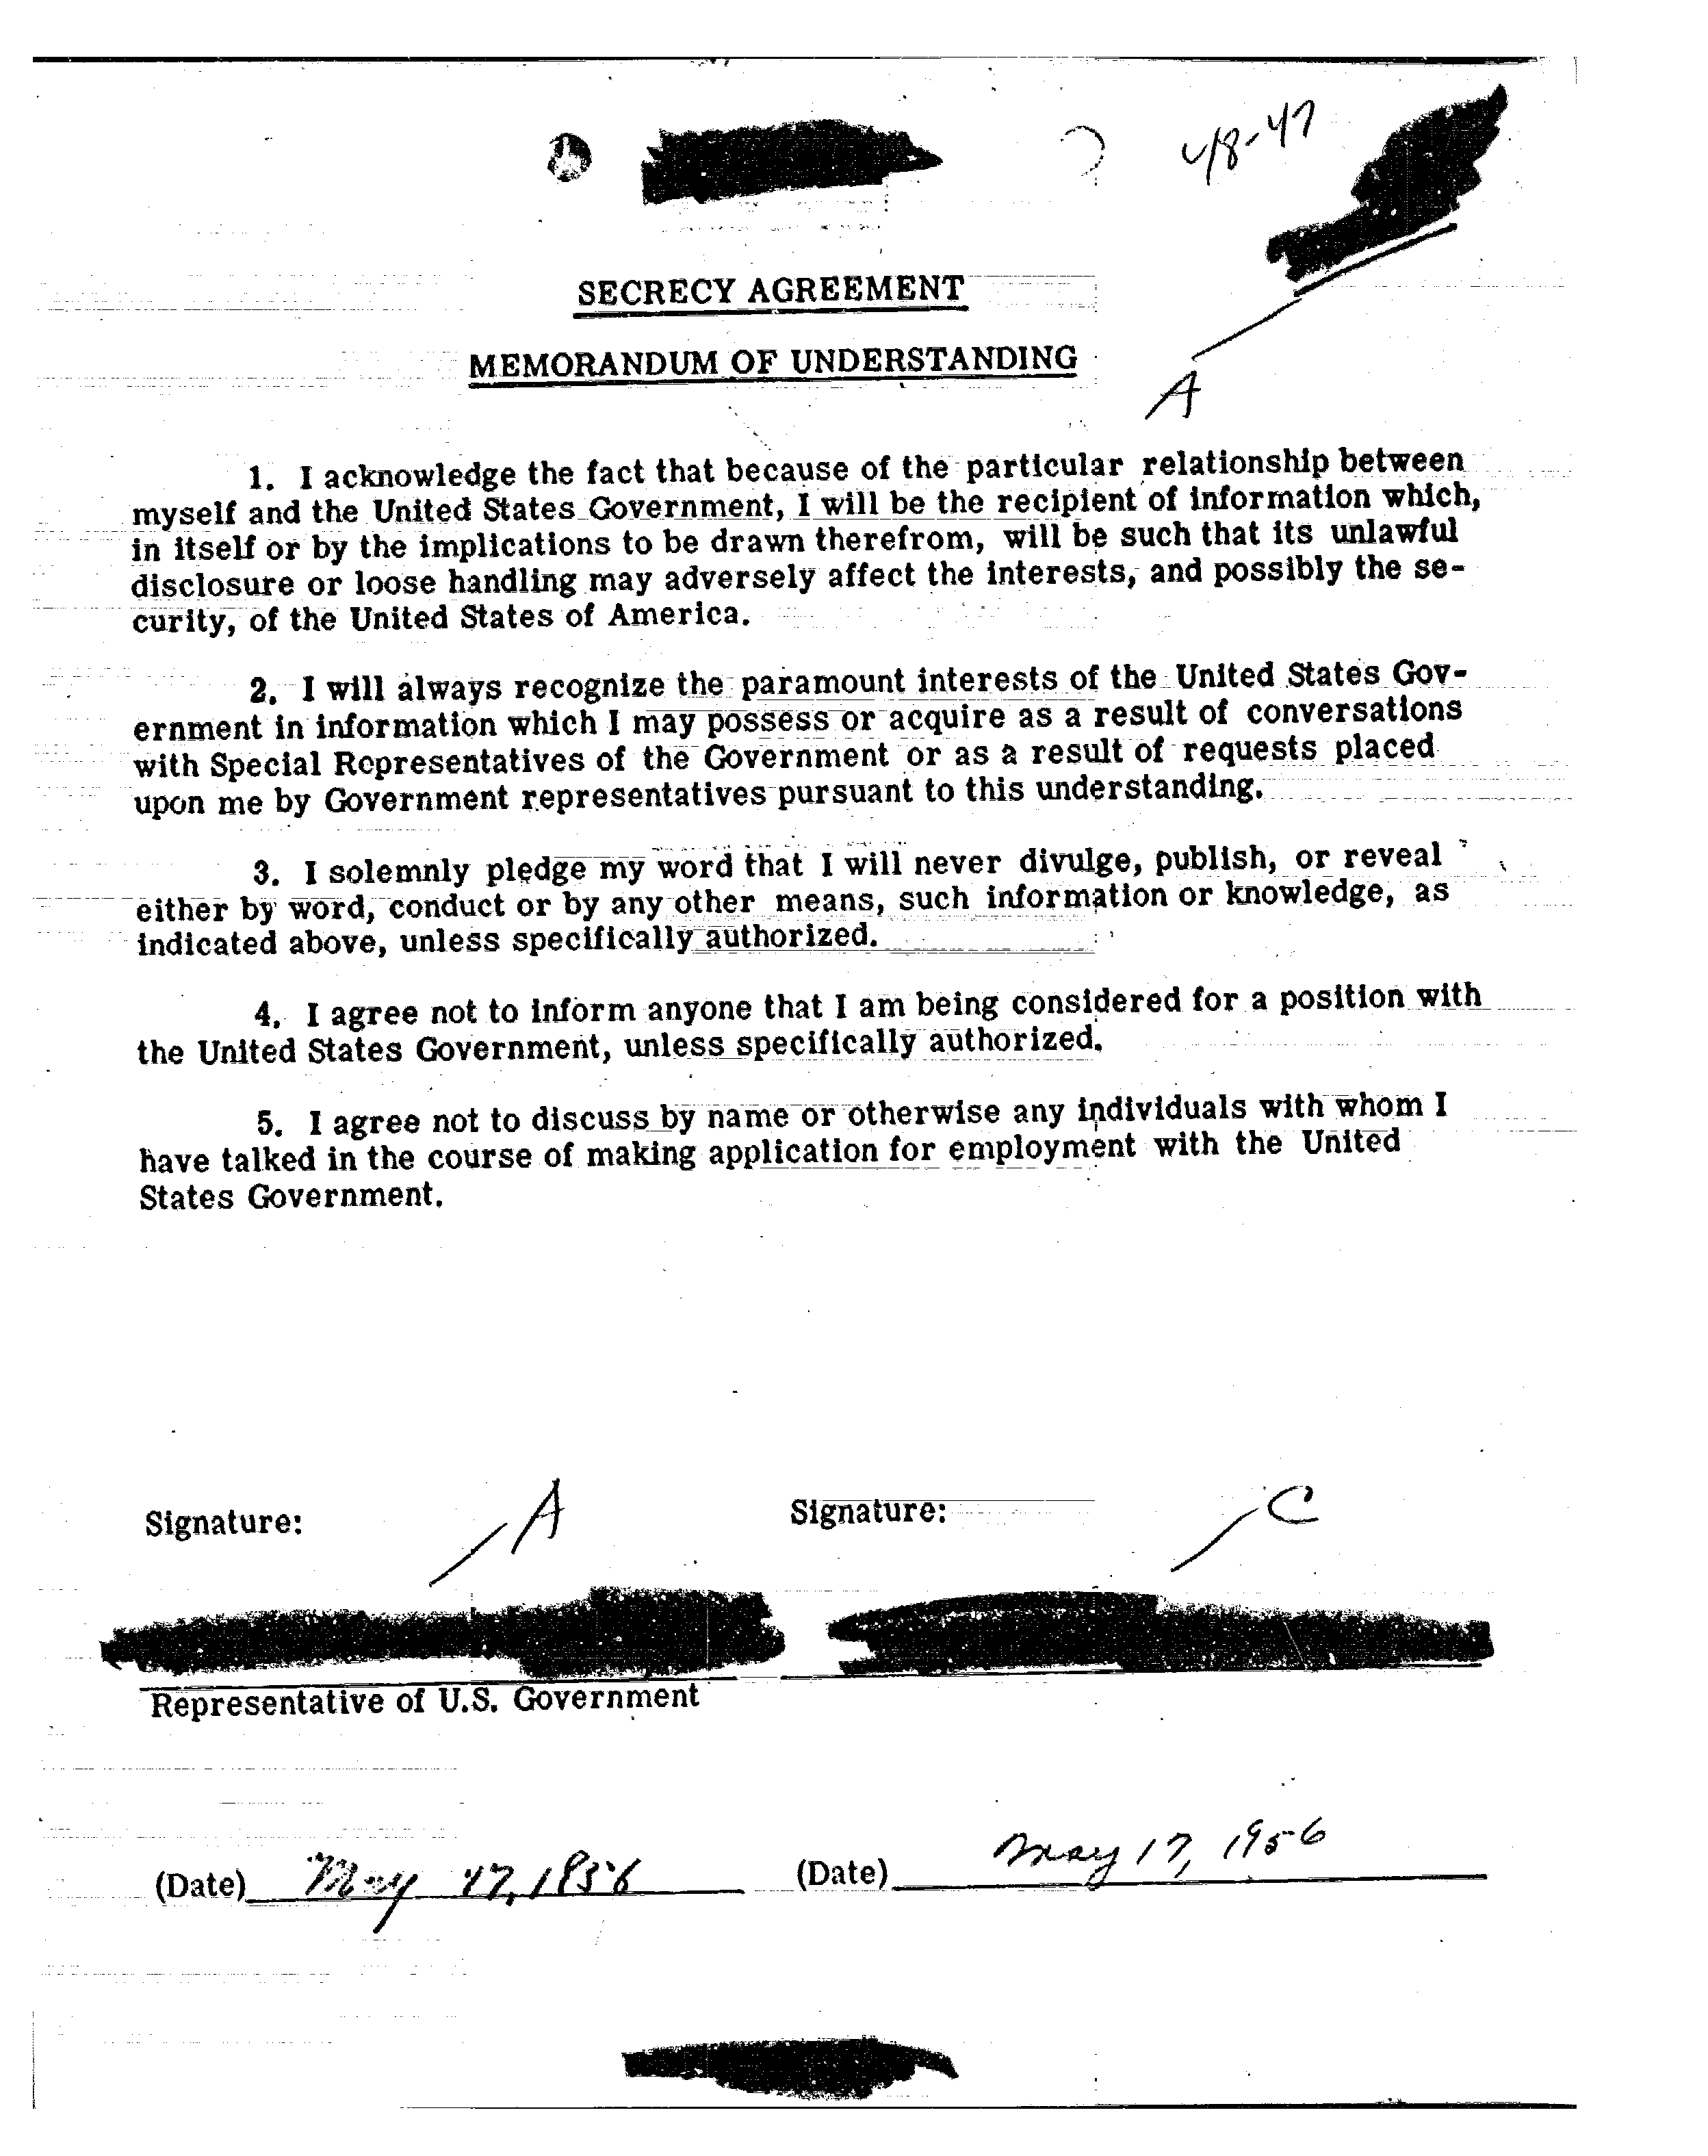 48-47
SECRECY AGREEMENT
MEMORANDUM OF UNDERSTANDING
A
1. I acknowledge the fact that because of the particular relationship between
myself and the United States Government, I will be the recipient of information which,
in itself or by the implications to be drawn therefrom, will be such that its unlawful
disclosure or loose handling may adversely affect the interests, and possibly the se-
curity, of the United States of America.
2. I will always recognize the paramount interests of the United States Gov-
ernment in information which I may possess or acquire as a result of conversations
with Special Representatives of the Government or as a result of requests placed
upon me by Government representatives pursuant to this understanding.
3. I solemnly pledge my word that I will never divulge, publish, or reveal
either by word, conduct or by any other means, such information or knowledge, as
indicated above, unless specifically authorized.
4. I agree not to inform anyone that I am being considered for a position with
the United States Government, unless specifically authorized.
5. I agree not to discuss by name or otherwise any individuals with whom I
have talked in the course of making application for employment with the United
States Government.
Signature: A Signature: C
Representative of U.S. Government
(Date) May 17, 1956 (Date) May 17, 1956